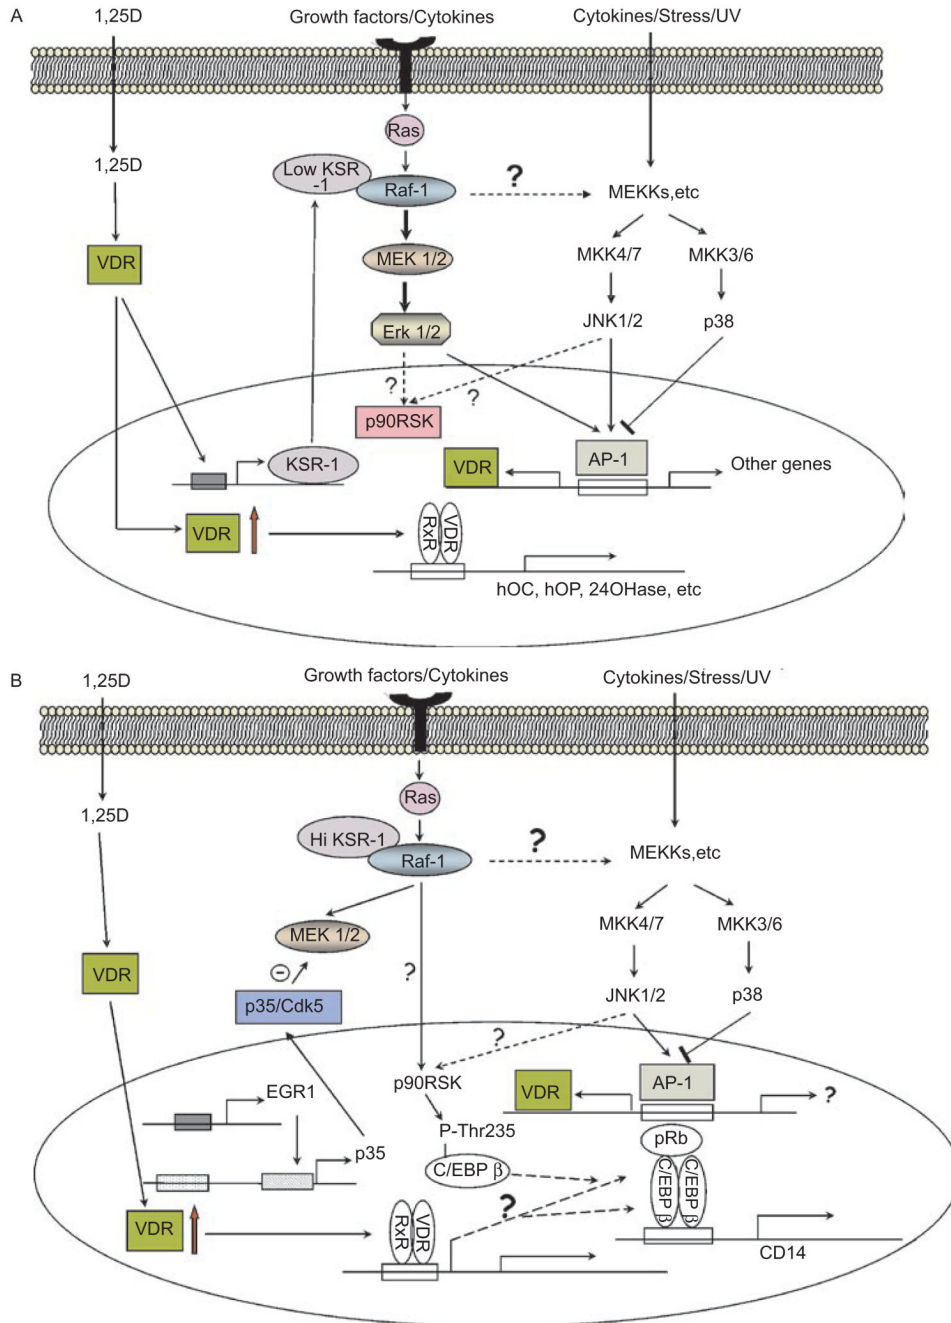 A
1,25D
Growth factors/Cytokines
Cytokines/Stress/UV
Ras
1,25D
Low KSR
-1
Raf-1
?
MEKKs,etc
VDR
MEK 1/2
MKK4/7
MKK3/6
Erk 1/2
JNK1/2
p38
?
?
p90RSK
KSR-1
VDR
AP-1
Other genes
VDR
RxR
VDR
hOC, hOP, 24OHase, etc
B
1,25D
Growth factors/Cytokines
Cytokines/Stress/UV
Ras
1,25D
Hi KSR-1
Raf-1
?
MEKKs,etc
MEK 1/2
MKK4/7
MKK3/6
VDR
−
?
p35/Cdk5
JNK1/2
p38
?
p90RSK
VDR
AP-1
?
EGR1
P-Thr235
pRb
p35
C/EBP β
C/EBP β
C/EBP β
VDR
RxR
VDR
?
CD14